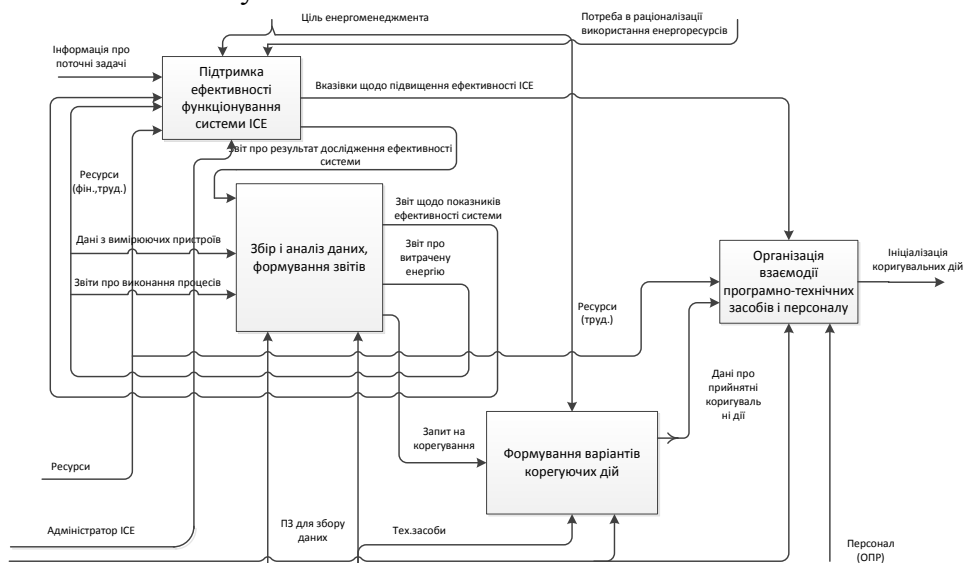 Ціль енергоменеджмента
Потреба в раціоналізації
використання енергоресурсів
Інформація про
поточні задачі
Підтримка
ефективності
функціонування
системи ІСЕ
Вказівки щодо підвищення ефективності ІСЕ
Звіт про результат дослідження ефективності
системи
Ресурси
(фін.,труд.)
Збір і аналіз даних,
формування звітів
Звіт щодо показників
ефективності системи
Дані з вимірюючих пристроїв
Звіт про
витрачену
енергію
Звіти про виконання процесів
Організація
взаємодії
програмно-технічних
засобів і персоналу
Ініціалізація
коригувальних дій
Ресурси
(труд.)
Дані про
прийнятні
коригуваль
ні дії
Запит на
корегування
Формування варіантів
корегуючих дій
Ресурси
Адміністратор ІСЕ
ПЗ для збору
даних
Тех.засоби
Персонал
(ОПР)